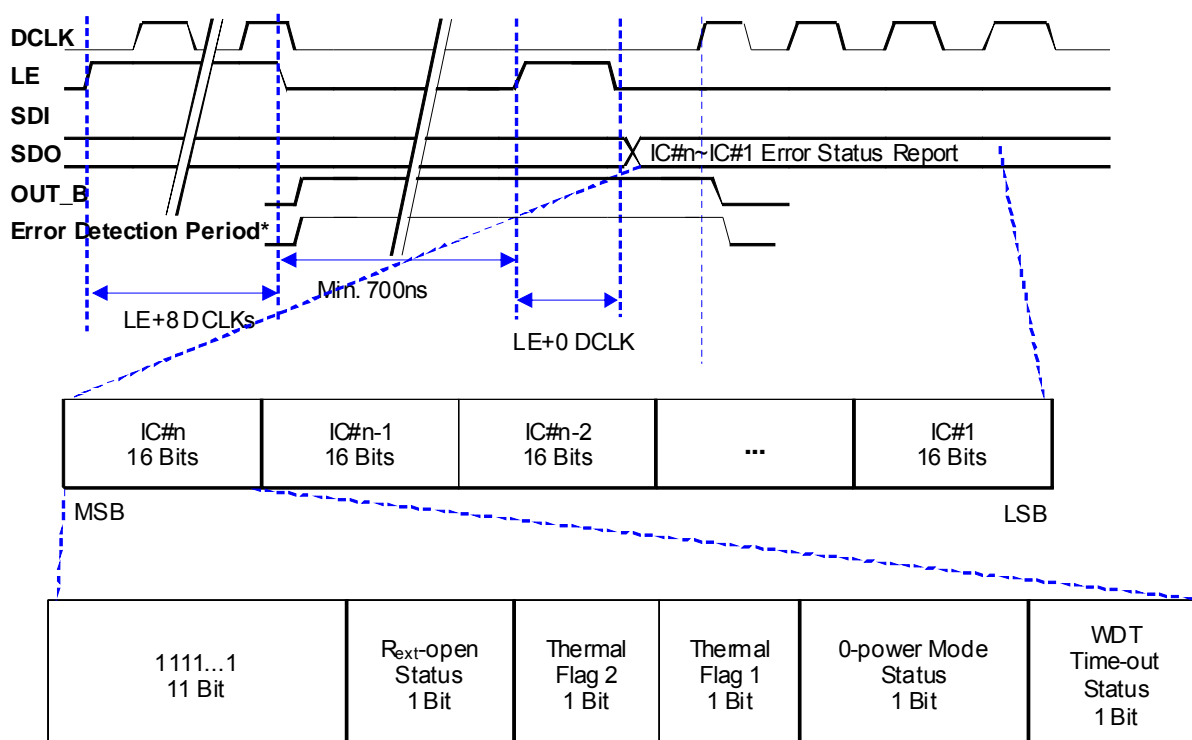 DCLK
LE
SDI
SDO
IC#n~IC#1 Error Status Report
OUT_B
Error Detection Period*
Min. 700ns
LE+8 DCLKs
LE+0 DCLK
IC#n
16 Bits
IC#n-1
16 Bits
IC#n-2
16 Bits
...
IC#1
16 Bits
MSB
LSB
1111...1
11 Bit
Rext-open
Status
1 Bit
Thermal
Flag 2
1 Bit
Thermal
Flag 1
1 Bit
0-power Mode
Status
1 Bit
WDT
Time-out
Status
1 Bit